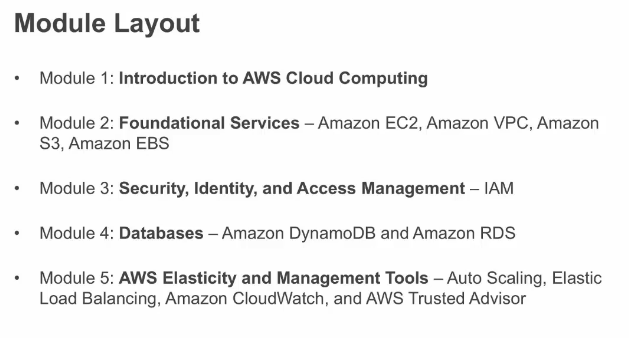 Module Layout
• Module 1: Introduction to AWS Cloud Computing
• Module 2: Foundational Services – Amazon EC2, Amazon VPC, Amazon
S3, Amazon EBS
• Module 3: Security, Identity, and Access Management – IAM
• Module 4: Databases – Amazon DynamoDB and Amazon RDS
• Module 5: AWS Elasticity and Management Tools – Auto Scaling, Elastic
Load Balancing, Amazon CloudWatch, and AWS Trusted Advisor